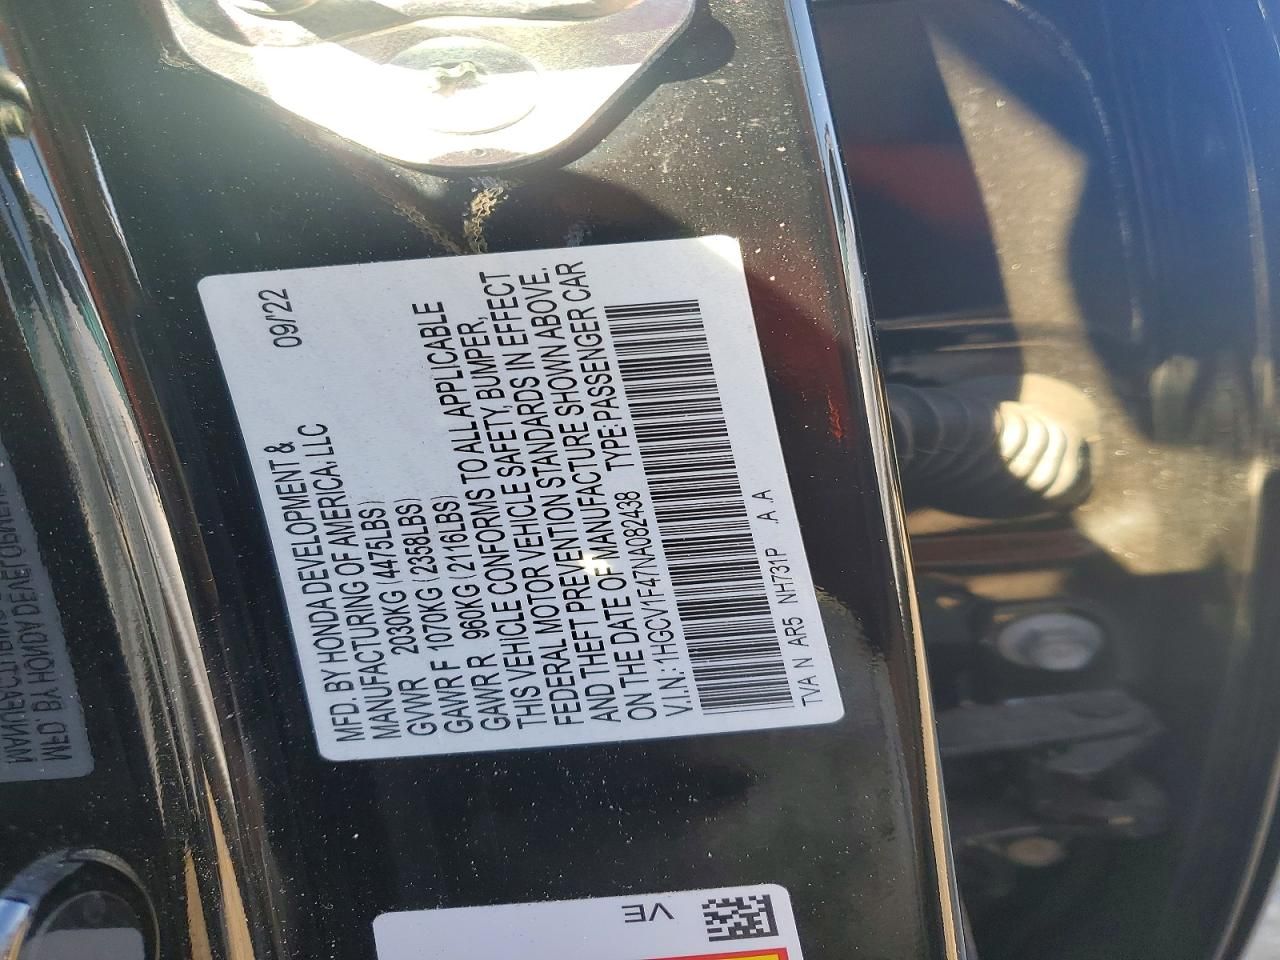 MFD. BY HONDA DEVELOPMENT &
MANUFACTURING OF AMERICA, LLC 09/'22
GVWR 2030KG (4475LBS)
GAWR F 1070KG (2358LBS)
GAWR R 960KG (2116LBS)
THIS VEHICLE CONFORMS TO ALL APPLICABLE
FEDERAL MOTOR VEHICLE SAFETY, BUMPER,
AND THEFT PREVENTION STANDARDS IN EFFECT
ON THE DATE OF MANUFACTURE SHOWN ABOVE.
V.I.N.: 1HGCV1F47NA082438 TYPE: PASSENGER CAR
TVA N AR5 NH731P A A
VE
MFD. BY HONDA DEVELOPMENT
MANUFACTURING